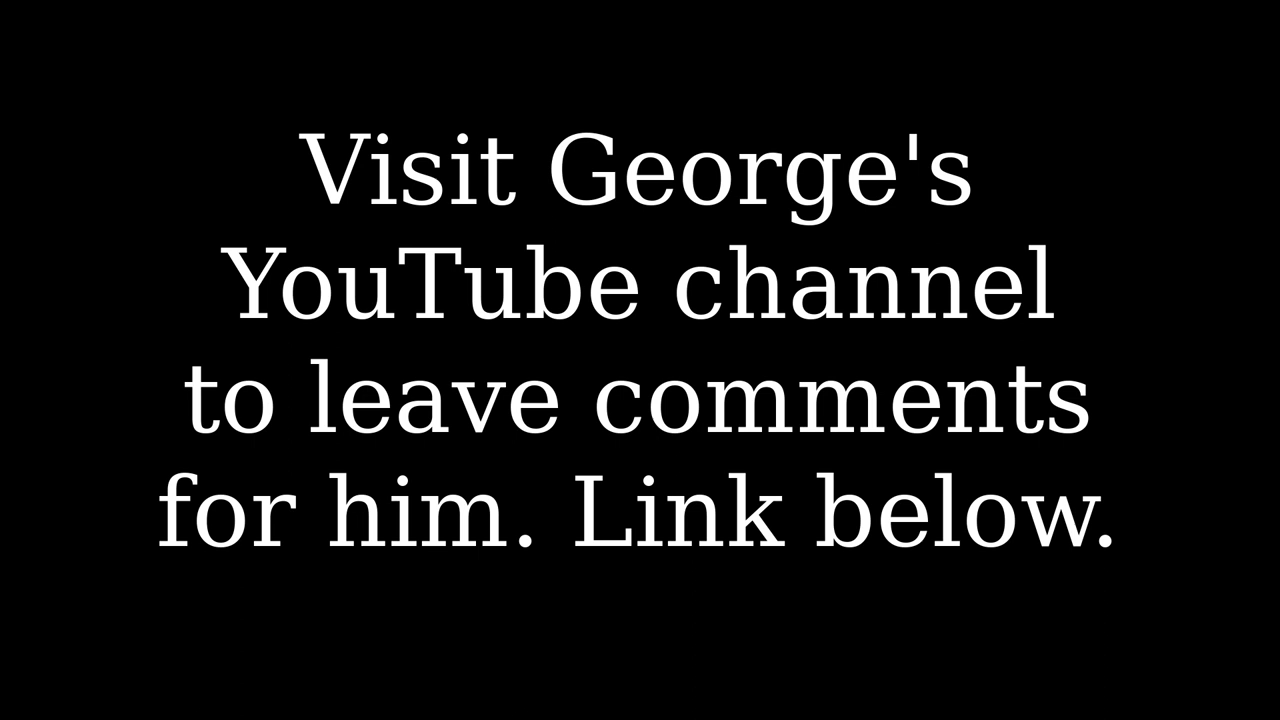 Visit George's
YouTube channel
to leave comments
for him. Link below.